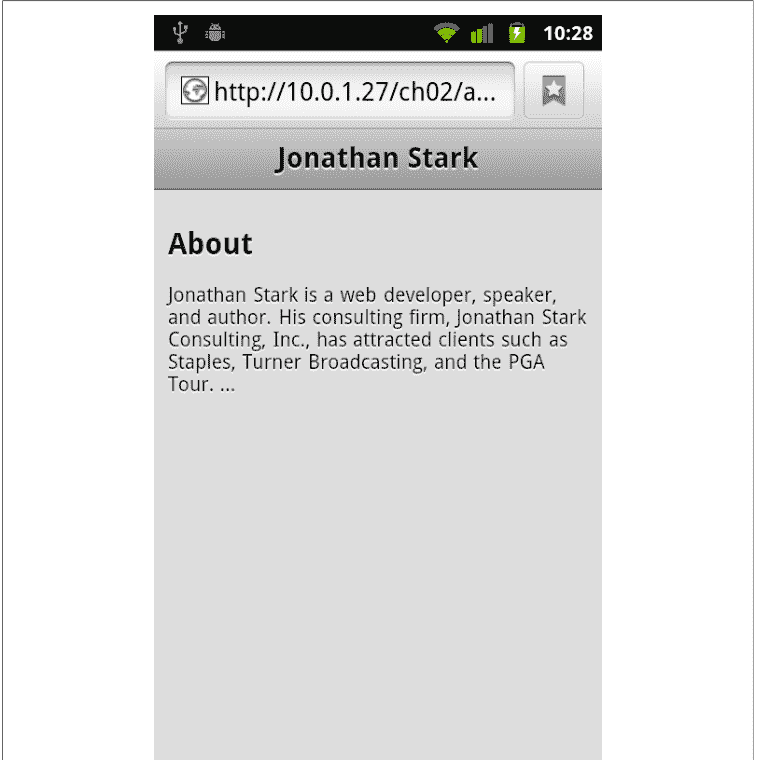 10:28
http://10.0.1.27/ch02/a...
Jonathan Stark
About
Jonathan Stark is a web developer, speaker,
and author. His consulting firm, Jonathan Stark
Consulting, Inc., has attracted clients such as
Staples, Turner Broadcasting, and the PGA
Tour. ...